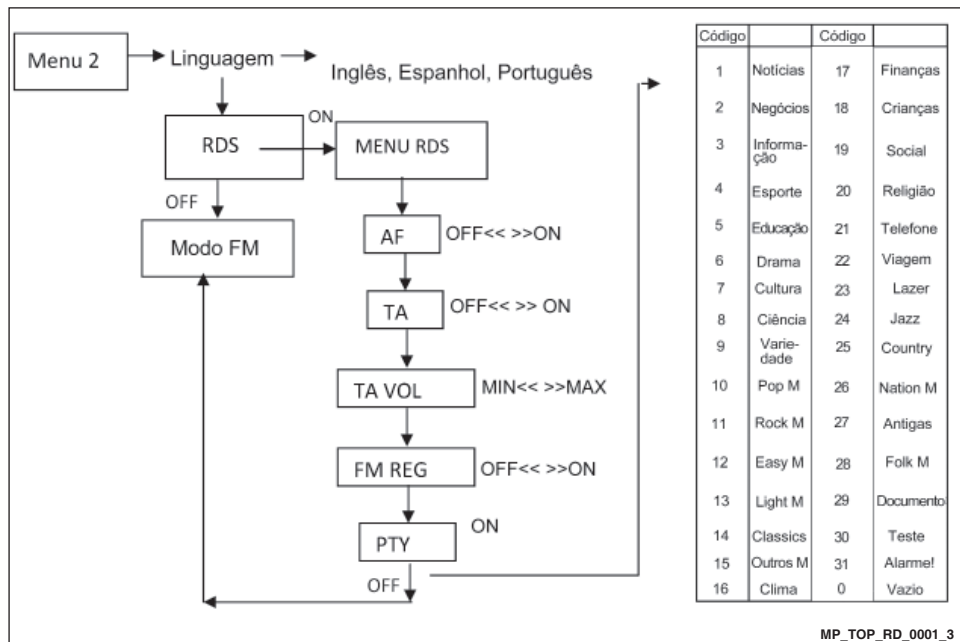 Menu 2
Linguagem
Inglês, Espanhol, Português
RDS
ON
MENU RDS
OFF
Modo FM
AF
OFF<< >>ON
TA
OFF<< >> ON
TA VOL
MIN<< >>MAX
FM REG
OFF<< >>ON
PTY
ON
OFF
Código Código
1 Notícias 17 Finanças
2 Negócios 18 Crianças
3 Informa-
ção 19 Social
4 Esporte 20 Religião
5 Educação 21 Telefone
6 Drama 22 Viagem
7 Cultura 23 Lazer
8 Ciência 24 Jazz
9 Varie-
dade 25 Country
10 Pop M 26 Nation M
11 Rock M 27 Antigas
12 Easy M 28 Folk M
13 Light M 29 Documento
14 Classics 30 Teste
15 Outros M 31 Alarme!
16 Clima 0 Vazio
MP_TOP_RD_0001_3